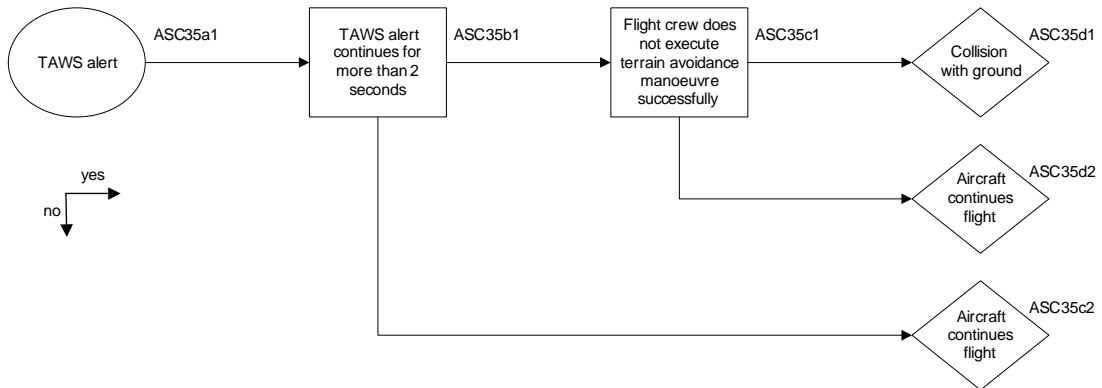 TAWS alert
ASC35a1
TAWS alert
continues for
more than 2
seconds
ASC35b1
Flight crew does
not execute
terrain avoidance
manoeuvre
successfully
ASC35c1
Collision
with ground
ASC35d1
yes
no
Aircraft
continues
flight
ASC35d2
Aircraft
continues
flight
ASC35c2